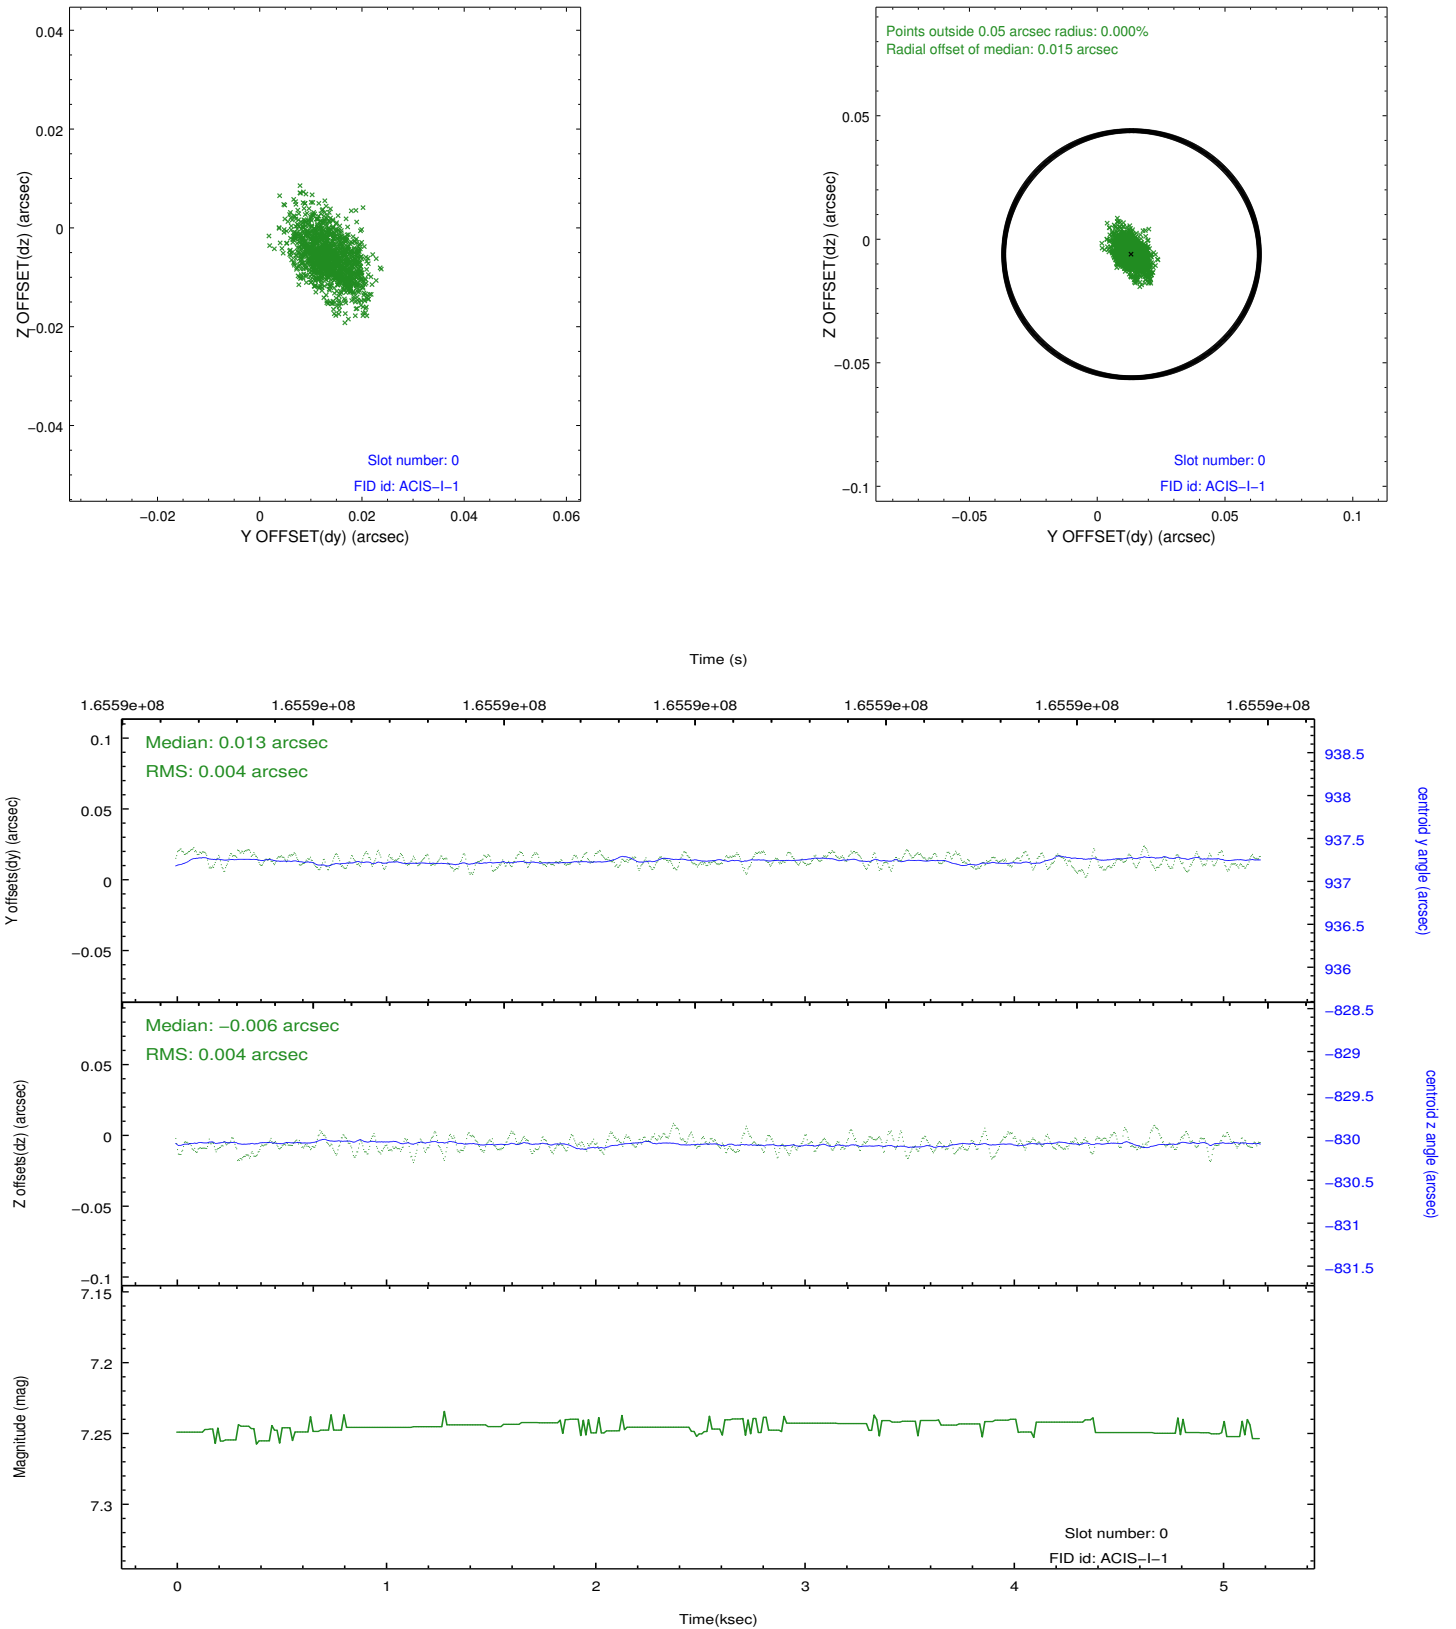 0.04
0.02
0
−0.02
−0.04
Z OFFSET(dz) (arcsec)
Slot number: 0
FID id: ACIS−I−1
−0.02
0
0.02
0.04
0.06
Y OFFSET(dy) (arcsec)
Points outside 0.05 arcsec radius: 0.000%
Radial offset of median: 0.015 arcsec
0.05
0
−0.05
−0.1
Z OFFSET(dz) (arcsec)
Slot number: 0
FID id: ACIS−I−1
−0.05
0
0.05
0.1
Y OFFSET(dy) (arcsec)
Time (s)
1.6559e+08
1.6559e+08
1.6559e+08
1.6559e+08
1.6559e+08
1.6559e+08
1.6559e+08
Median: 0.013 arcsec
RMS: 0.004 arcsec
0.1
0.05
0
−0.05
Y offsets(dy) (arcsec)
938.5
938
937.5
937
936.5
936
centroid y angle (arcsec)
Median: −0.006 arcsec
RMS: 0.004 arcsec
0.05
0
−0.05
−0.1
Z offsets(dz) (arcsec)
−828.5
−829
−829.5
−830
−830.5
−831
−831.5
centroid z angle (arcsec)
7.15
7.2
7.25
7.3
Magnitude (mag)
Slot number: 0
FID id: ACIS−I−1
0
1
2
3
4
5
Time(ksec)